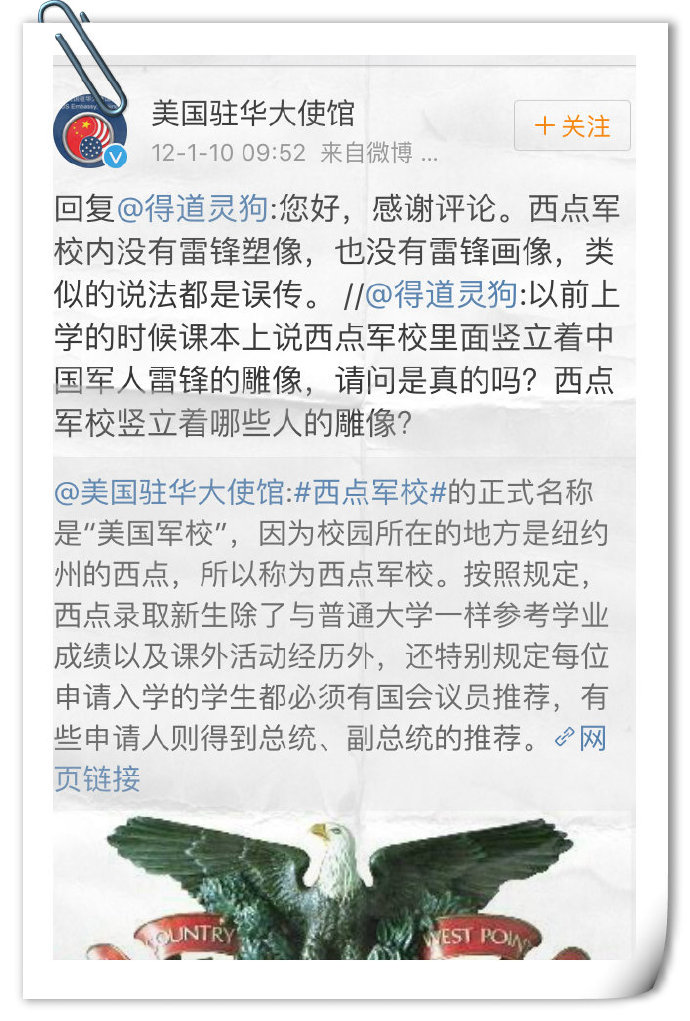 美国驻华大使馆
+关注
12-1-10 09:52 来自微博 ...
回复@得道灵狗:您好，感谢评论。西点军
校内没有雷锋塑像，也没有雷锋画像，类
似的说法都是误传。 //@得道灵狗:以前上
学的时候课本上说西点军校里面竖立着中
国军人雷锋的雕像，请问是真的吗？西点
军校竖立着哪些人的雕像?
@美国驻华大使馆:#西点军校#的正式名称
是“美国军校”，因为校园所在的地方是纽约
州的西点，所以称为西点军校。按照规定，
西点录取新生除了与普通大学一样参考学业
成绩以及课外活动经历外，还特别规定每位
申请入学的学生都必须有国会议员推荐，有
些申请人则得到总统、副总统的推荐。网
页链接
COUNTRY WEST POINT